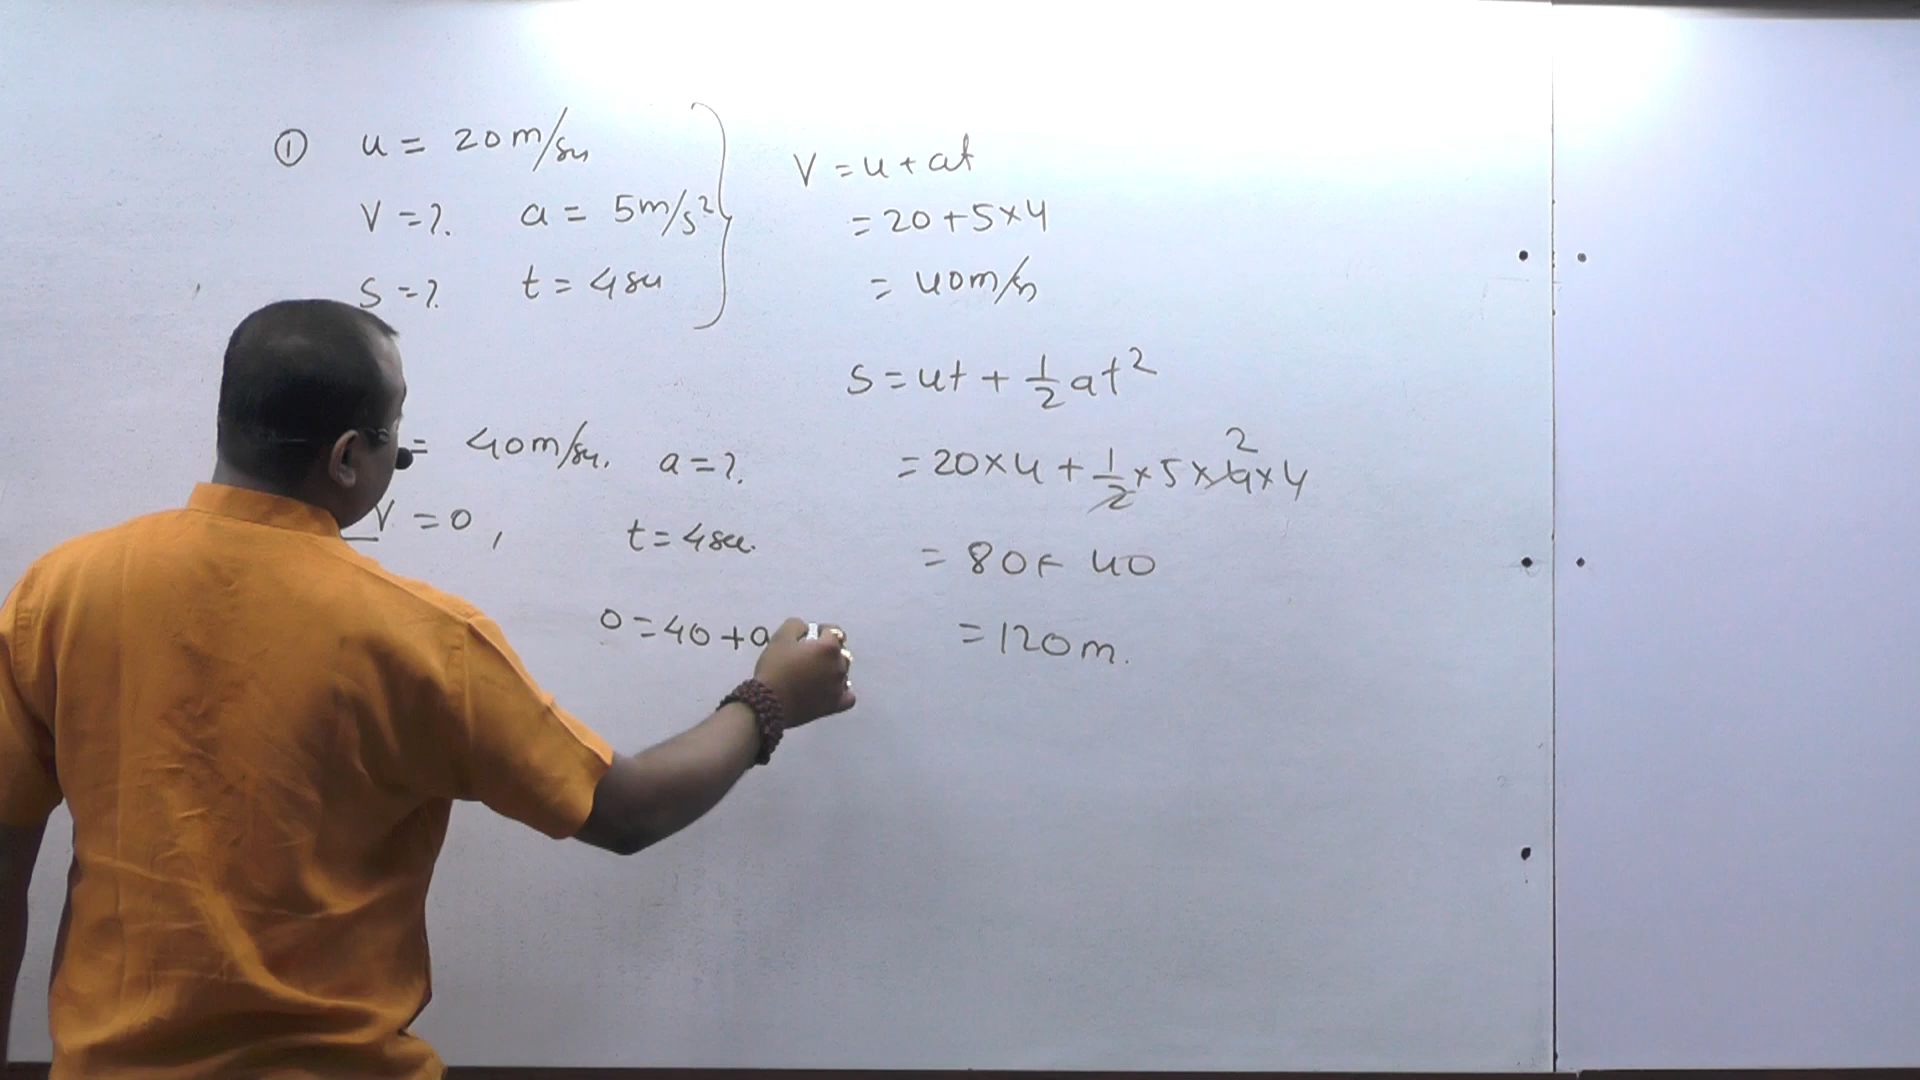 ① u = 20 m/sec
V = ?. a = 5m/s²
S = ?. t = 4 sec
V = u + at
= 20 + 5 × 4
= 40 m/s
S = ut + 1/2 at²
= 20 × 4 + 1/2 × 5 × 4 × 4
2
= 80 + 40
= 120 m.
= 40 m/sec. a = ?.
V = 0 , t = 4 sec.
0 = 40 + a